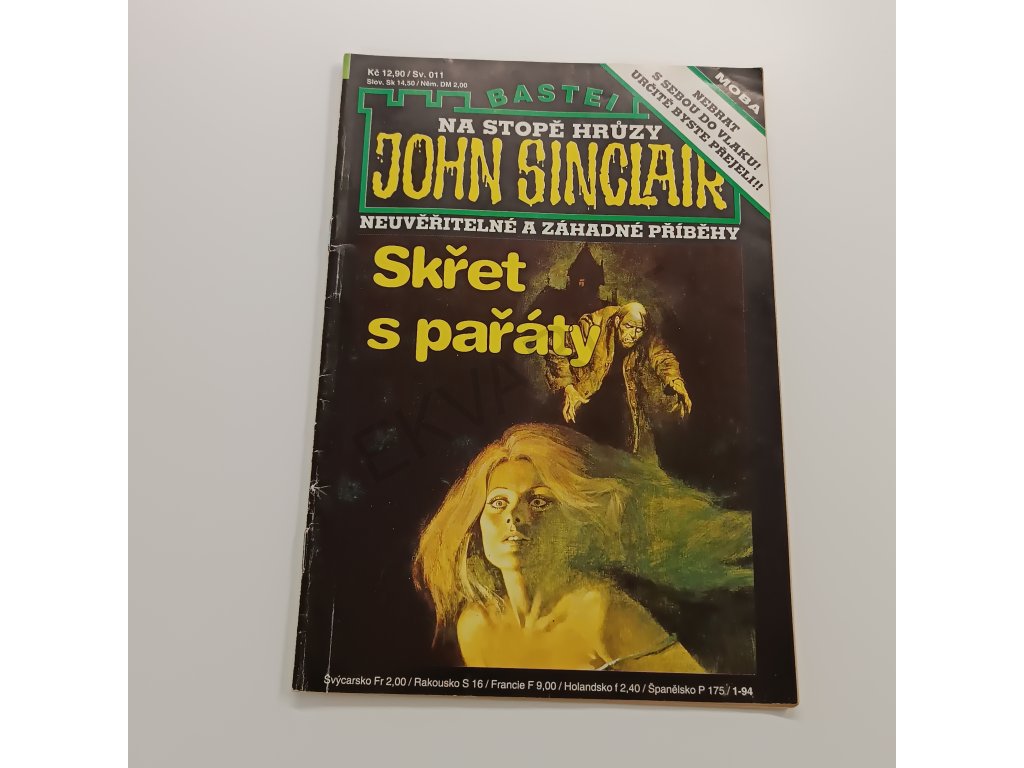 Kč 12,90 / Sv. 011
Slov. Sk 14,50 / Něm. DM 2,00
BASTEI
MOBA
NEBRAT
S SEBOU DO VLAKU!
URČITĚ BYSTE PŘEJELI!!
NA STOPĚ HRŮZY
JOHN SINCLAIR
NEUVĚŘITELNÉ A ZÁHADNÉ PŘÍBĚHY
Skřet
s pařáty
Švýcarsko Fr 2,00 / Rakousko S 16 / Francie F 9,00 / Holandsko f 2,40 / Španělsko P 175 / 1-94